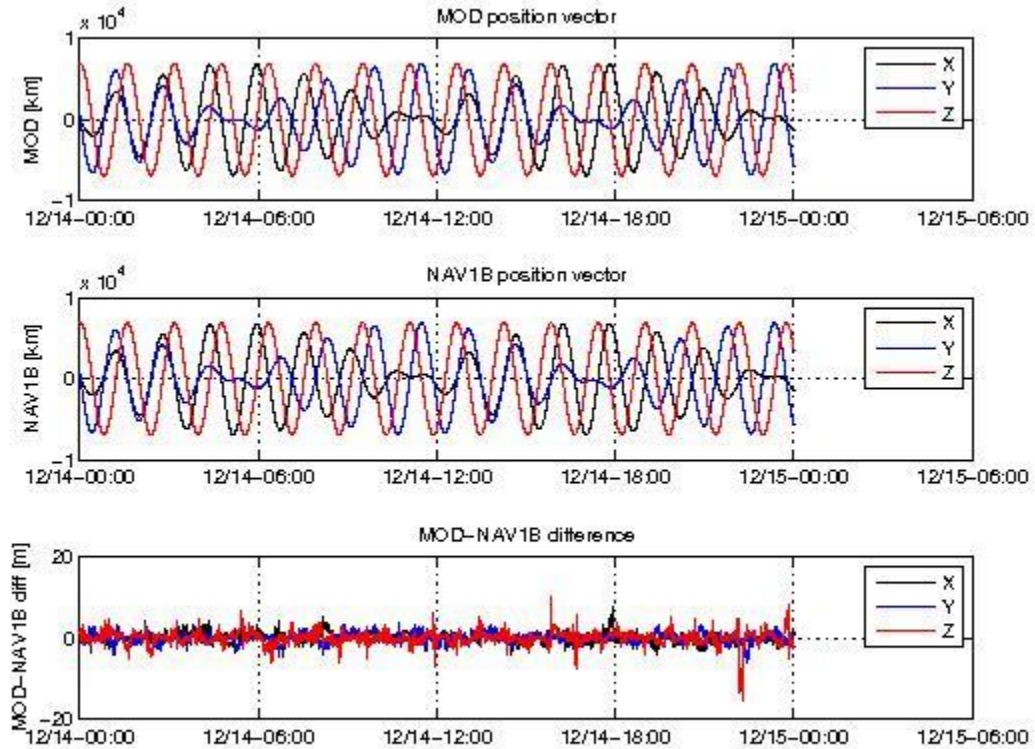 MOD position vector
x 10^4
1
0
−1
MOD [km]
X
Y
Z
12/14−00:00 12/14−06:00 12/14−12:00 12/14−18:00 12/15−00:00 12/15−06:00
NAV1B position vector
x 10^4
1
0
−1
NAV1B [km]
X
Y
Z
12/14−00:00 12/14−06:00 12/14−12:00 12/14−18:00 12/15−00:00 12/15−06:00
MOD−NAV1B difference
20
0
−20
MOD−NAV1B diff [m]
X
Y
Z
12/14−00:00 12/14−06:00 12/14−12:00 12/14−18:00 12/15−00:00 12/15−06:00